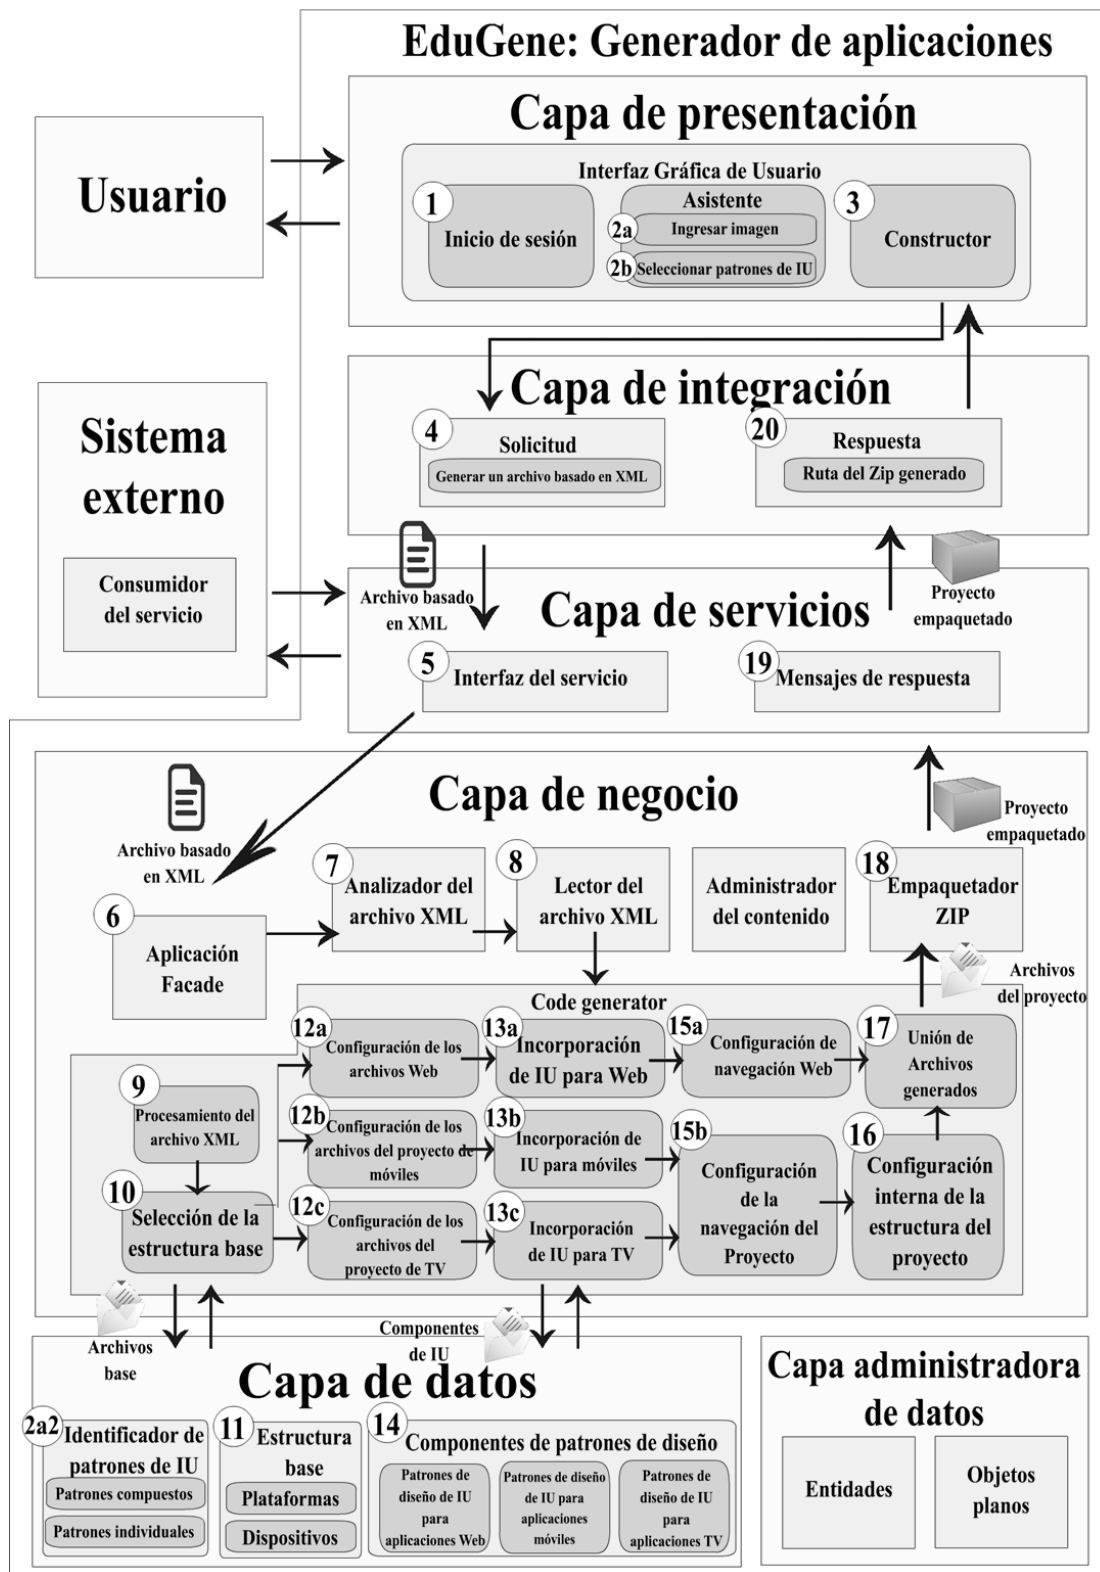 EduGene: Generador de aplicaciones
Capa de presentación
Usuario
Interfaz Gráfica de Usuario
1
Inicio de sesión
Asistente
2a
Ingresar imagen
2b
Seleccionar patrones de IU
3
Constructor
Capa de integración
4
Solicitud
Generar un archivo basado en XML
20
Respuesta
Ruta del Zip generado
Sistema
externo
Consumidor
del servicio
Archivo basado
en XML
Proyecto
empaquetado
Capa de servicios
5
Interfaz del servicio
19
Mensajes de respuesta
Capa de negocio
Archivo basado
en XML
Proyecto
empaquetado
6
Aplicación
Facade
7
Analizador del
archivo XML
8
Lector del
archivo XML
Administrador
del contenido
18
Empaquetador
ZIP
Archivos
del proyecto
Code generator
9
Procesamiento del
archivo XML
10
Selección de la
estructura base
12a
Configuración de los
archivos Web
13a
Incorporación
de IU para Web
15a
Configuración de
navegación Web
17
Unión de
Archivos
generados
12b
Configuración de los
archivos del proyecto de
móviles
13b
Incorporación de
IU para móviles
15b
Configuración
de la
navegación del
Proyecto
16
Configuración
interna de la
estructura del
proyecto
12c
Configuración de los
archivos del
proyecto de TV
13c
Incorporación
de IU para TV
Archivos
base
Componentes
de IU
Capa de datos
2a2
Identificador de
patrones de IU
Patrones compuestos
Patrones individuales
11
Estructura
base
Plataformas
Dispositivos
14
Componentes de patrones de diseño
Patrones de
diseño de IU
para
aplicaciones Web
Patrones de diseño
de IU para
aplicaciones
móviles
Patrones de
diseño de IU
para
aplicaciones TV
Capa administradora
de datos
Entidades
Objetos
planos